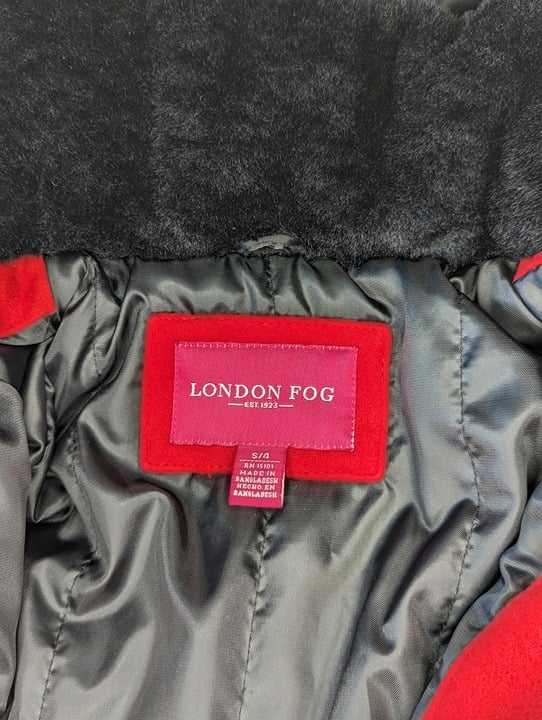 LONDON FOG
EST. 1923
S/4
RN 15101
MADE IN
BANGLADESH
HECHO EN
BANGLADESH